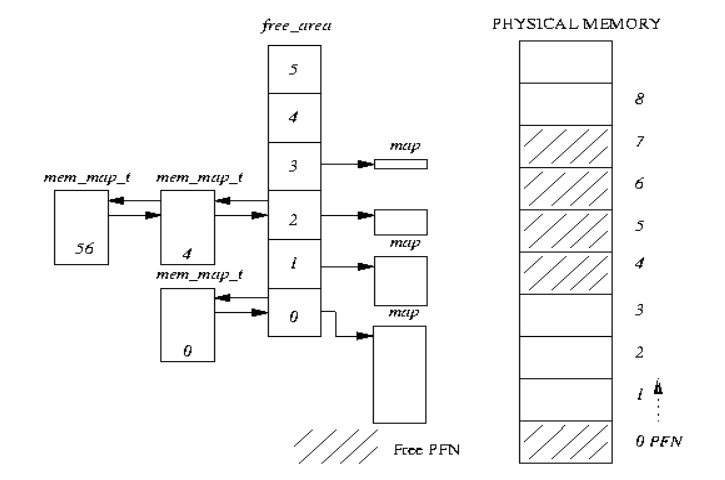 free_area
PHYSICAL MEMORY
5
4
3
2
1
0
map
map
map
mem_map_t
mem_map_t
56
4
mem_map_t
0
8
7
6
5
4
3
2
1
0 PFN
Free PFN